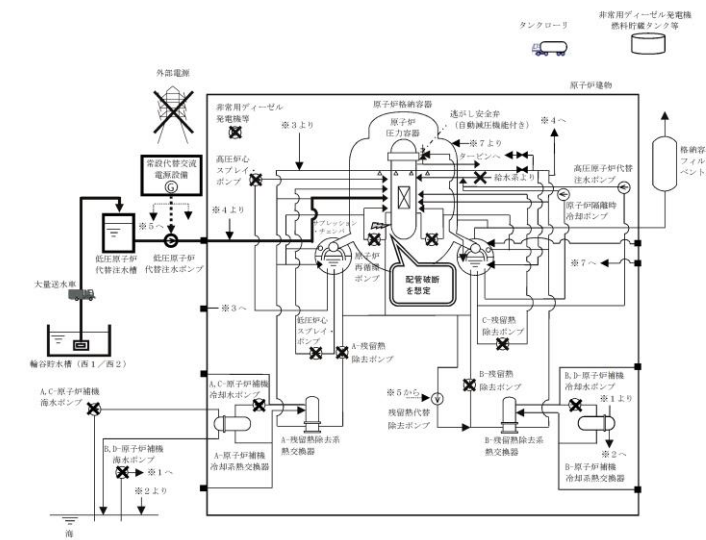 タンクローリ
非常用ディーゼル発電機
燃料貯蔵タンク等
外部電源
原子炉建物
非常用ディーゼル
発電機等
※3より
原子炉格納容器
原子炉
圧力容器
逃がし安全弁
(自動減圧機能付き)
※4へ
※7より
タービンへ
格納容器
フィルタ
ベント
常設代替交流
電源設備
G
高圧炉心
スプレイ・
ポンプ
給水系より
高圧原子炉代替
注水ポンプ
原子炉隔離時
冷却ポンプ
※4より
※5へ
サプレッション
・チェンバ
低圧原子炉
代替注水槽
低圧原子炉
代替注水ポンプ
原子炉
再循環
ポンプ
配管破断
を想定
※7へ
大量送水車
※3へ
輪谷貯水槽(西1/西2)
低圧炉心
スプレイ・
ポンプ
A-残留熱
除去ポンプ
C-残留熱
除去ポンプ
A,C-原子炉補機
海水ポンプ
A,C-原子炉補機
冷却水ポンプ
B-残留熱
除去ポンプ
※5から
残留熱代替
除去ポンプ
B,D-原子炉補機
冷却水ポンプ
※1より
B,D-原子炉補機
海水ポンプ
※1へ
※2より
A-原子炉補機
冷却系熱交換器
A-残留熱除去系
熱交換器
B-残留熱除去系
熱交換器
※2へ
B-原子炉補機
冷却系熱交換器
海